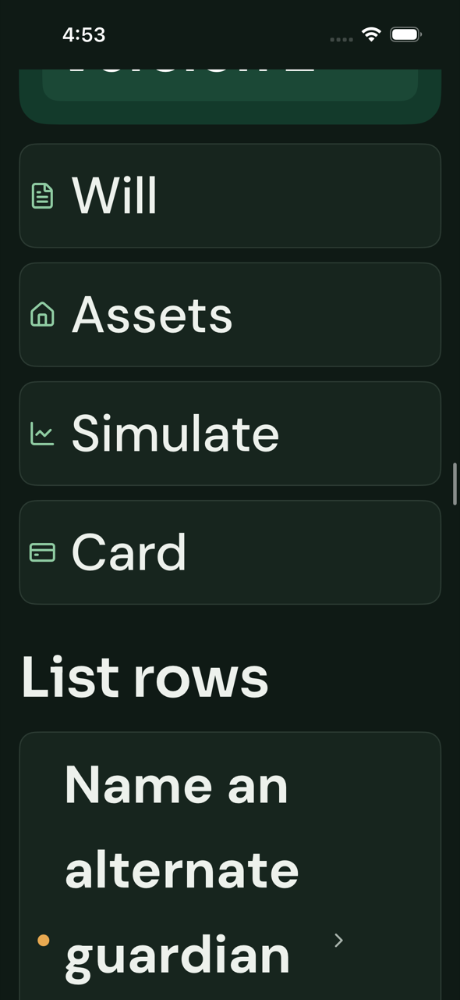 4:53
Will
Assets
Simulate
Card
List rows
Name an
alternate
guardian